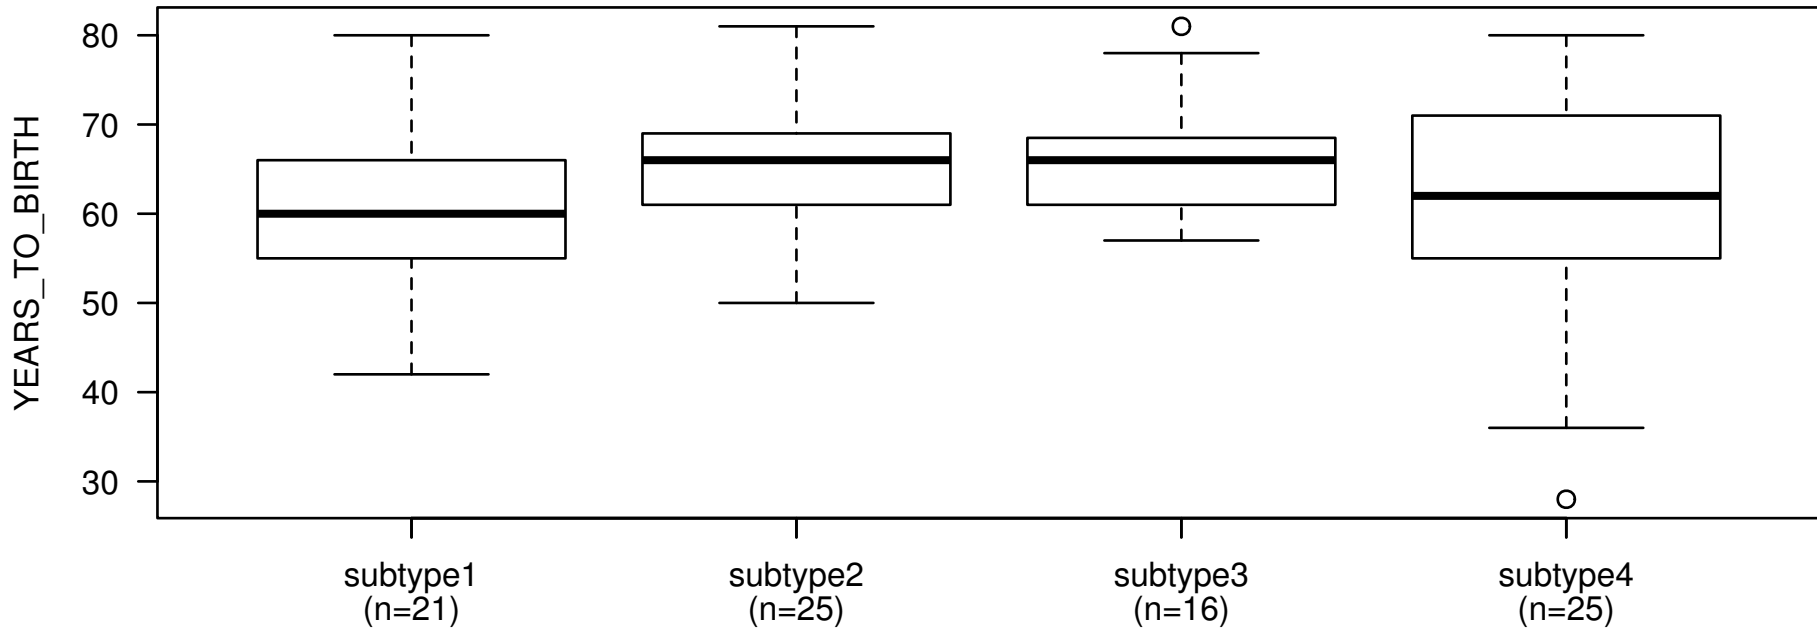 YEARS_TO_BIRTH
80
70
60
50
40
30
subtype1
(n=21)
subtype2
(n=25)
subtype3
(n=16)
subtype4
(n=25)